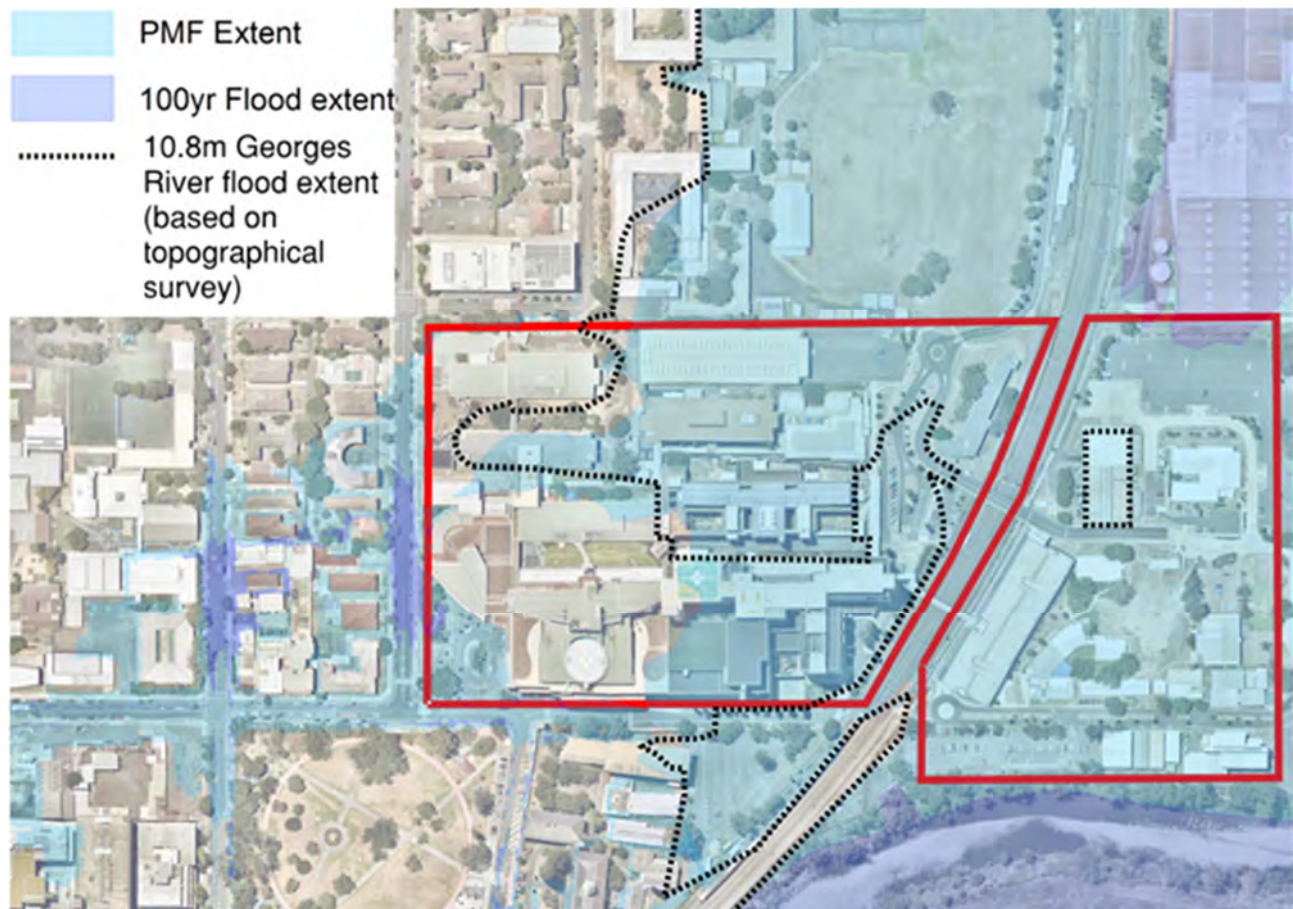 PMF Extent
100yr Flood extent
10.8m Georges
River flood extent
(based on
topographical
survey)